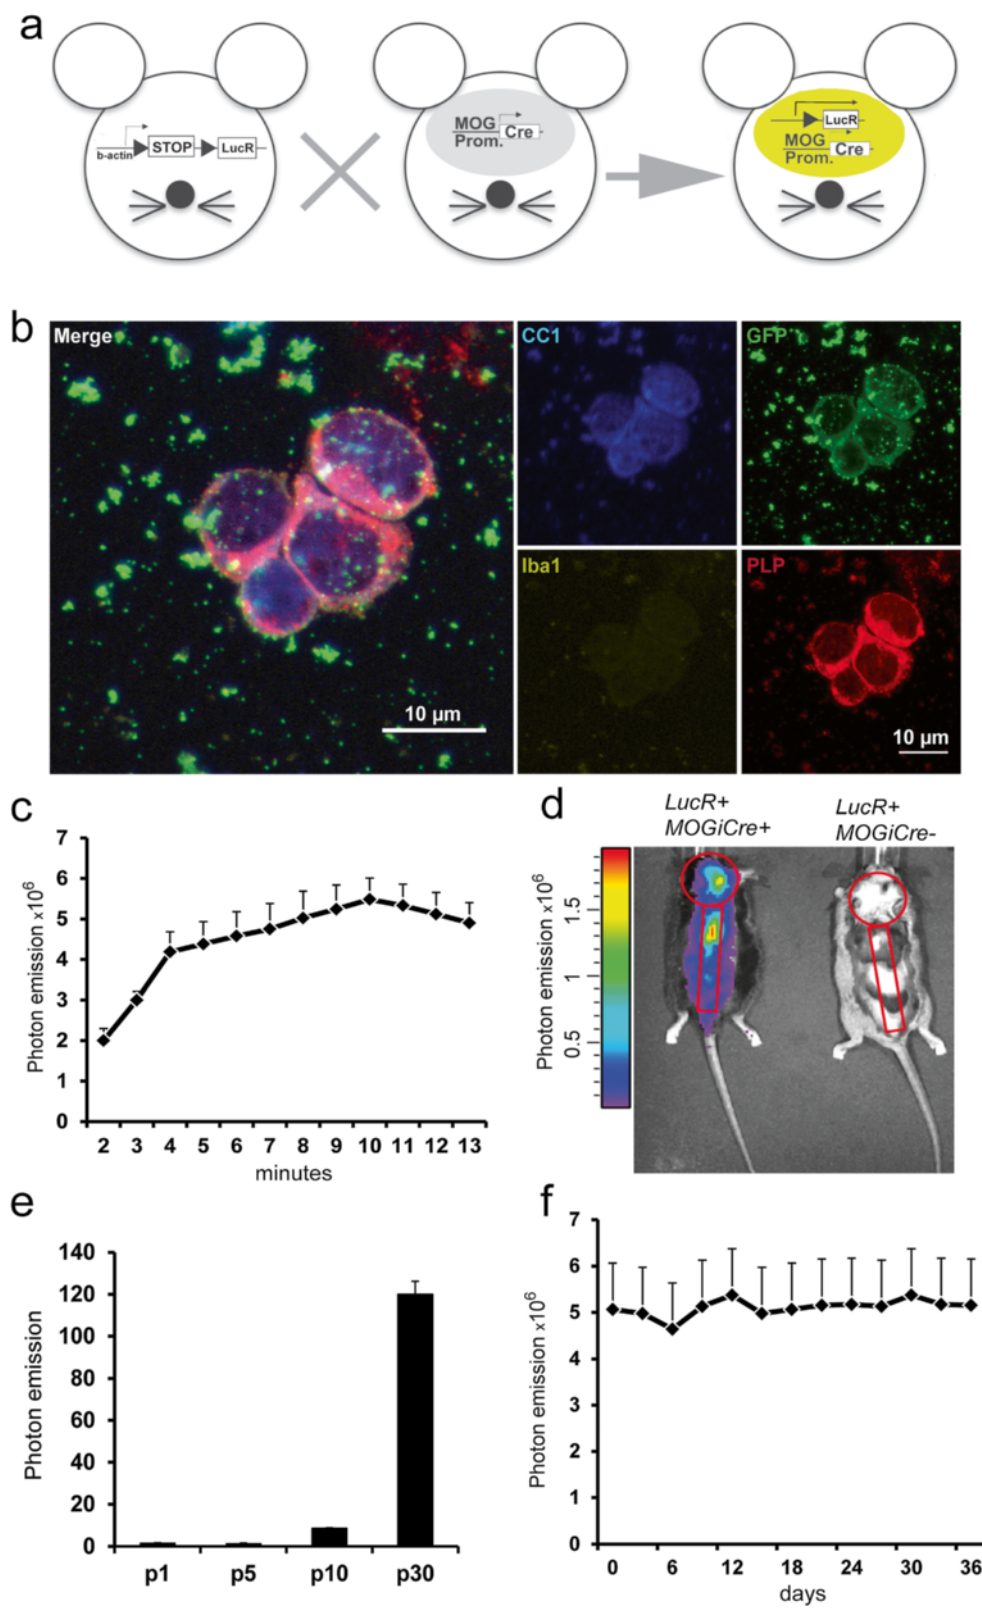 a
b-actin STOP LucR
MOG
Prom. Cre
LucR
MOG
Prom. Cre
b
Merge
10 µm
CC1
GFP
Iba1
PLP
10 µm
c
7
6
5
4
3
2
1
0
Photon emission x10⁶
2 3 4 5 6 7 8 9 10 11 12 13
minutes
d
LucR+
MOGiCre+
LucR+
MOGiCre-
Photon emission x10⁶
1.5
1
0.5
e
140
120
100
80
60
40
20
0
Photon emission
p1 p5 p10 p30
f
7
6
5
4
3
2
1
0
Photon emission x10⁶
0 6 12 18 24 30 36
days